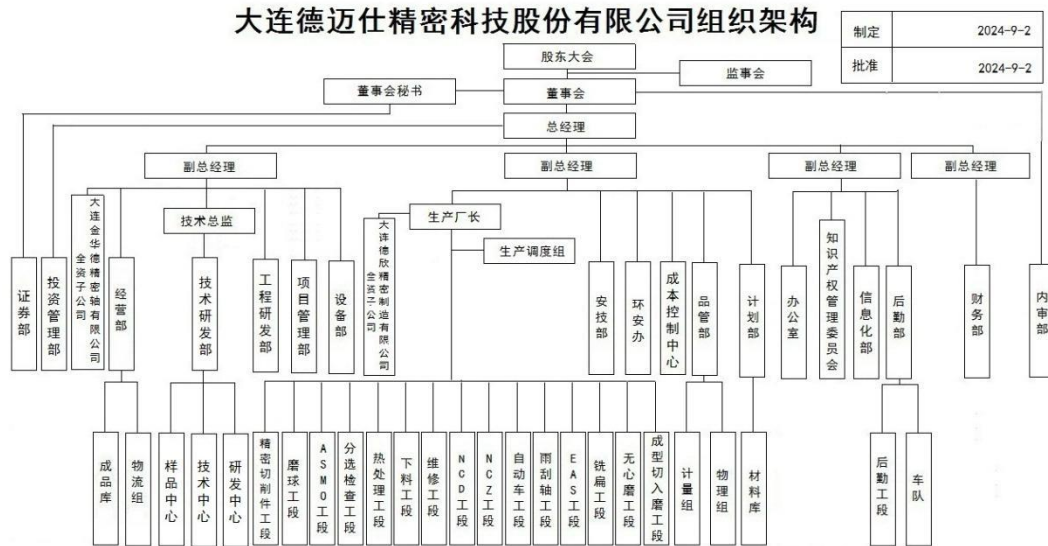 大连德迈仕精密科技股份有限公司组织架构
制定 2024-9-2
批准 2024-9-2
股东大会
监事会
董事会秘书
董事会
总经理
副总经理
副总经理
副总经理
副总经理
技术总监
生产厂长
生产调度组
证券部
投资管理部
大连金华德精密轴有限公司
全资子公司
经营部
技术研发部
工程研发部
项目管理部
设备部
大连德欣精密制造有限公司
全资子公司
安技部
环安办
成本控制中心
品管部
计划部
办公室
知识产权管理委员会
信息化部
后勤部
财务部
内审部
成品库
物流组
样品中心
技术中心
研发中心
精密切削件工段
磨球工段
ASMO工段
分选检查工段
热处理工段
下料工段
维修工段
NCD工段
NCZ工段
自动车工段
雨刮轴工段
EAS工段
铣扁工段
无心磨工段
成型切入磨工段
计量组
物理组
材料库
后勤工段
车队